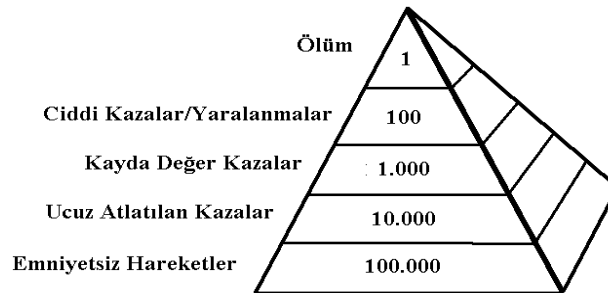 Ölüm 1
Ciddi Kazalar/Yaralanmalar 100
Kayda Değer Kazalar 1.000
Ucuz Atlatılan Kazalar 10.000
Emniyetsiz Hareketler 100.000